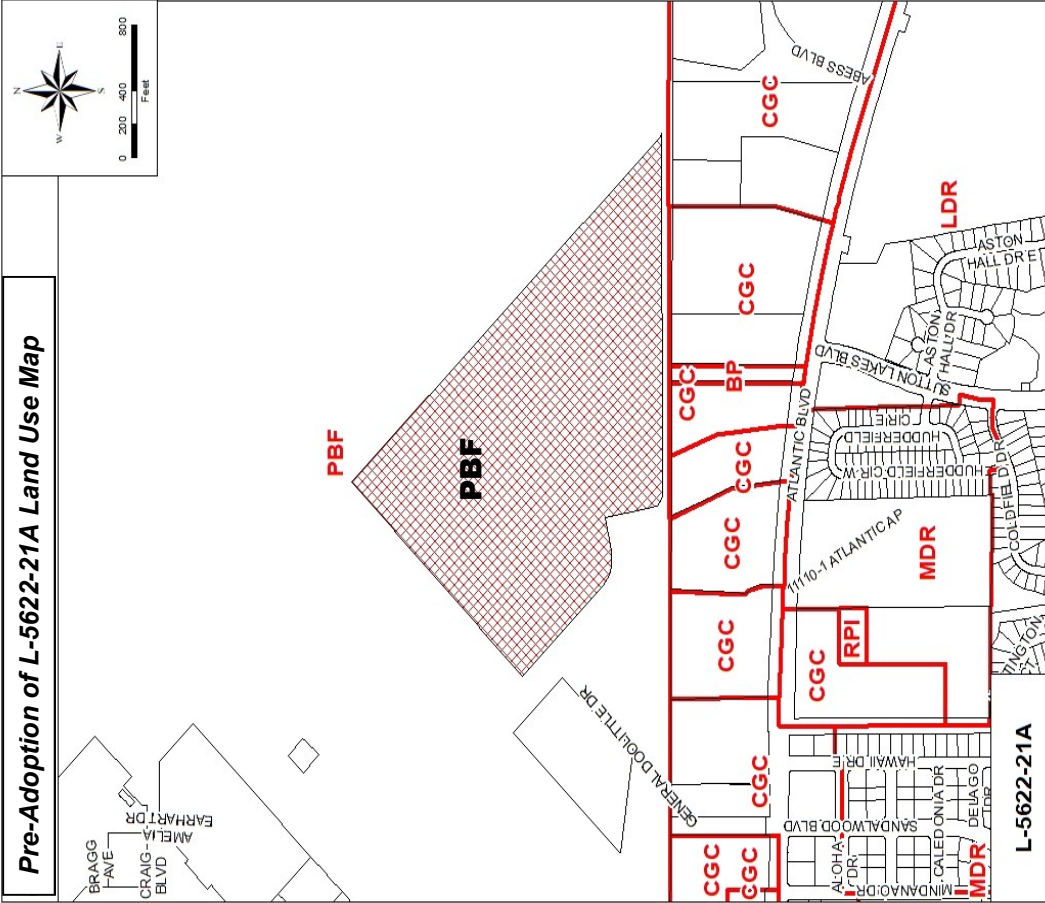 Pre-Adoption of L-5622-21A Land Use Map
N
W
E
S
0
200
400
800
Feet
PBF
PBF
BRAGG
AVE
CRAIG
BLVD
AMELIA
EARHART DR
GENERAL DOOLITTLE DR
CGC
CGC
CGC
CGC
CGC
CGC
CGC
BP
CGC
CGC
ABESS BLVD
ATLANTIC BLVD
11110-1 ATLANTIC AP
CGC
RPI
MDR
LDR
ASTON
HALL DR E
ASTON
HALL DR
SUTTON LAKES BLVD
HUDDERFIELD
CIR E
HUDDERFIELD CIR W
COLDFIELD DR
TINGTON
CT
HAWAII DR E
SANDALWOOD BLVD
ALOHA
DR
CALEDONIA DR
DELAGO
DR
MINDANAO DR
MDR
L-5622-21A